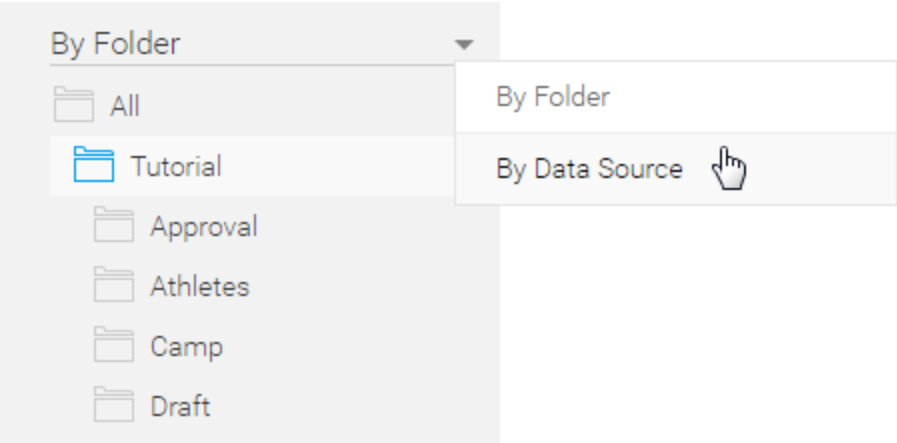 By Folder
All
Tutorial
Approval
Athletes
Camp
Draft
By Folder
By Data Source